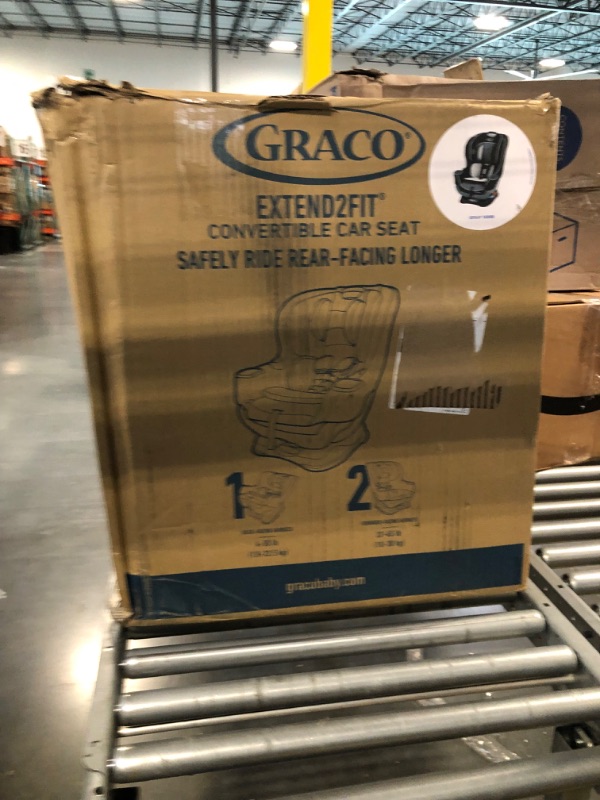 GRACO®
EXTEND2FIT®
CONVERTIBLE CAR SEAT
SAFELY RIDE REAR-FACING LONGER
1
2
gracobaby.com